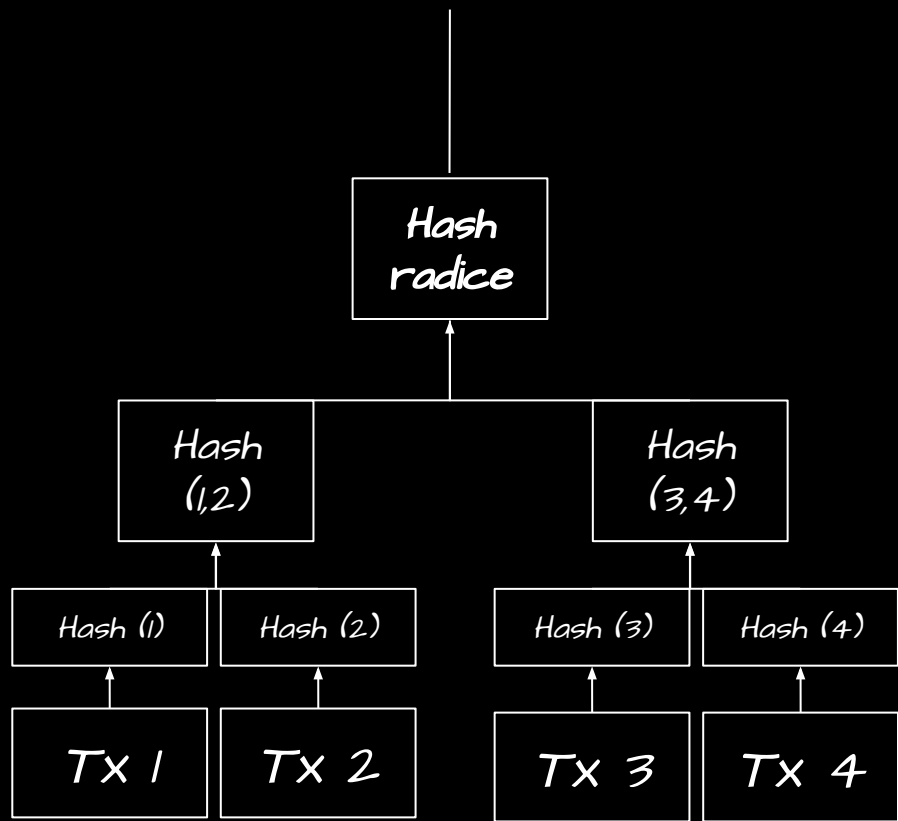 Hash
radice
Hash
(1,2)
Hash
(3,4)
Hash (1)
Hash (2)
Hash (3)
Hash (4)
Tx 1
Tx 2
Tx 3
Tx 4